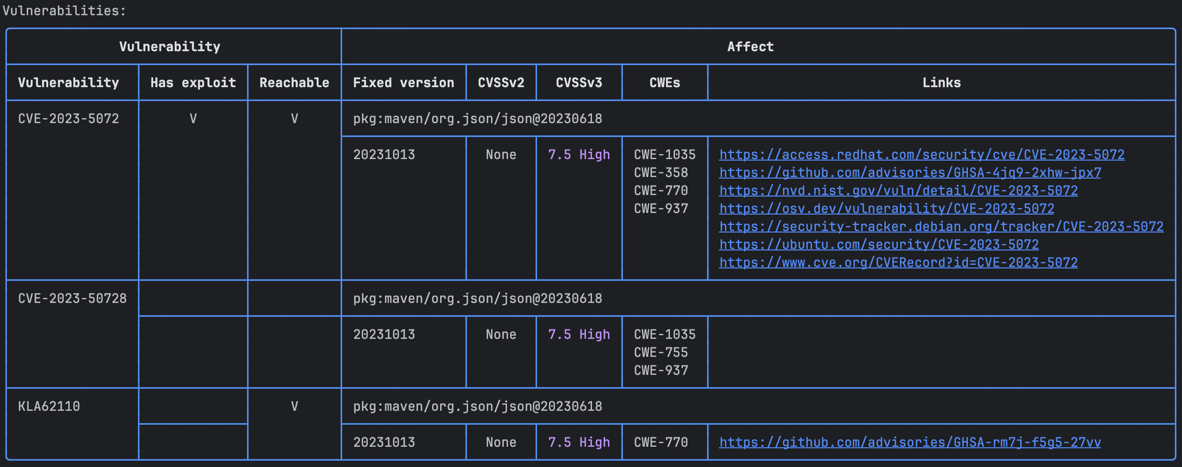 Vulnerabilities:
Vulnerability Affect
Vulnerability Has exploit Reachable Fixed version CVSSv2 CVSSv3 CWEs Links
CVE-2023-5072 V V pkg:maven/org.json/json@20230618
20231013 None 7.5 High CWE-1035 https://access.redhat.com/security/cve/CVE-2023-5072
CWE-358 https://github.com/advisories/GHSA-4jq9-2xhw-jpx7
CWE-770 https://nvd.nist.gov/vuln/detail/CVE-2023-5072
CWE-937 https://osv.dev/vulnerability/CVE-2023-5072
https://security-tracker.debian.org/tracker/CVE-2023-5072
https://ubuntu.com/security/CVE-2023-5072
https://www.cve.org/CVERecord?id=CVE-2023-5072
CVE-2023-50728 pkg:maven/org.json/json@20230618
20231013 None 7.5 High CWE-1035
CWE-755
CWE-937
KLA62110 V pkg:maven/org.json/json@20230618
20231013 None 7.5 High CWE-770 https://github.com/advisories/GHSA-rm7j-f5g5-27vv